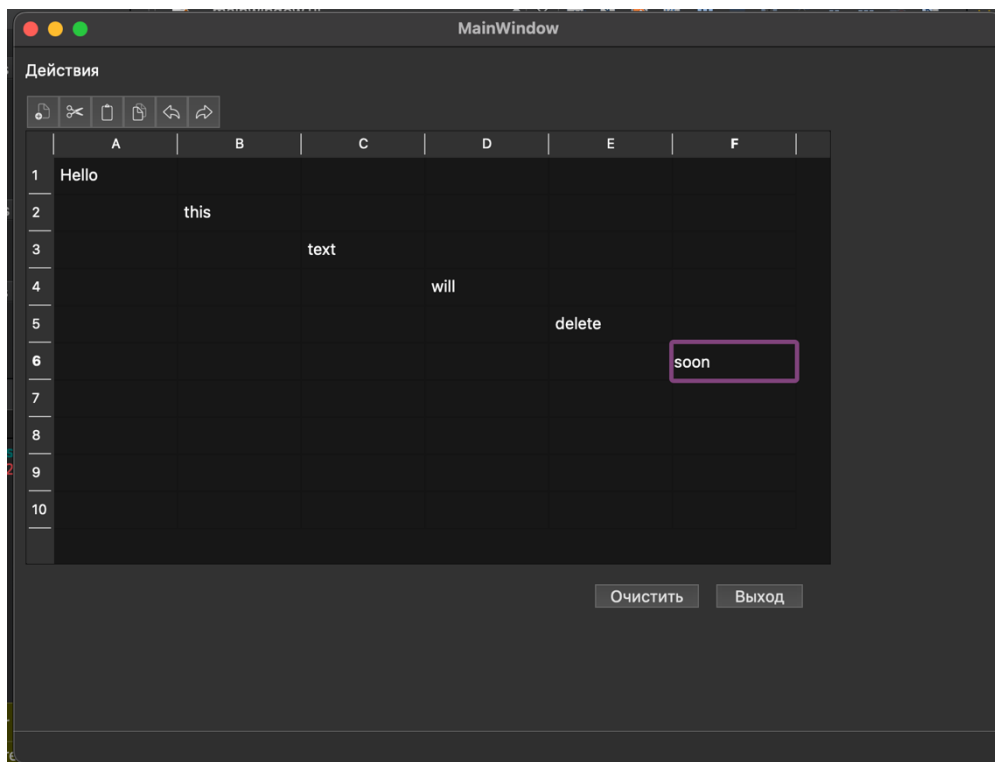 MainWindow
Действия
A B C D E F
1 Hello
2 this
3 text
4 will
5 delete
6 soon
7
8
9
10
Очистить Выход